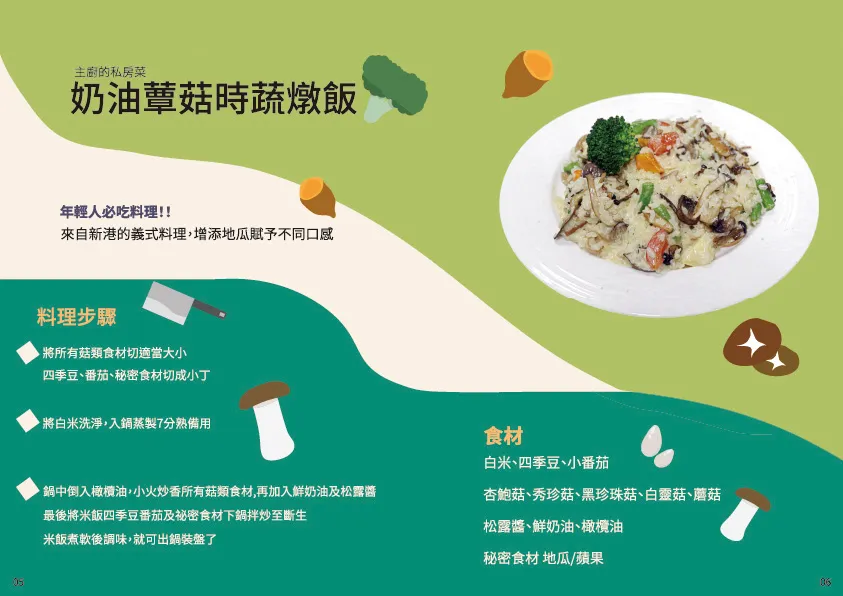 主廚的私房菜
奶油蕈菇時蔬燉飯
年輕人必吃料理!!
來自新港的義式料理,增添地瓜賦予不同口感
料理步驟
將所有菇類食材切適當大小
四季豆、番茄、秘密食材切成小丁
將白米洗淨,入鍋蒸製7分熟備用
鍋中倒入橄欖油,小火炒香所有菇類食材,再加入鮮奶油及松露醬
最後將米飯四季豆番茄及祕密食材下鍋拌炒至斷生
米飯煮軟後調味,就可出鍋裝盤了
食材
白米、四季豆、小番茄
杏鮑菇、秀珍菇、黑珍珠菇、白靈菇、蘑菇
松露醬、鮮奶油、橄欖油
秘密食材 地瓜/蘋果
05
06